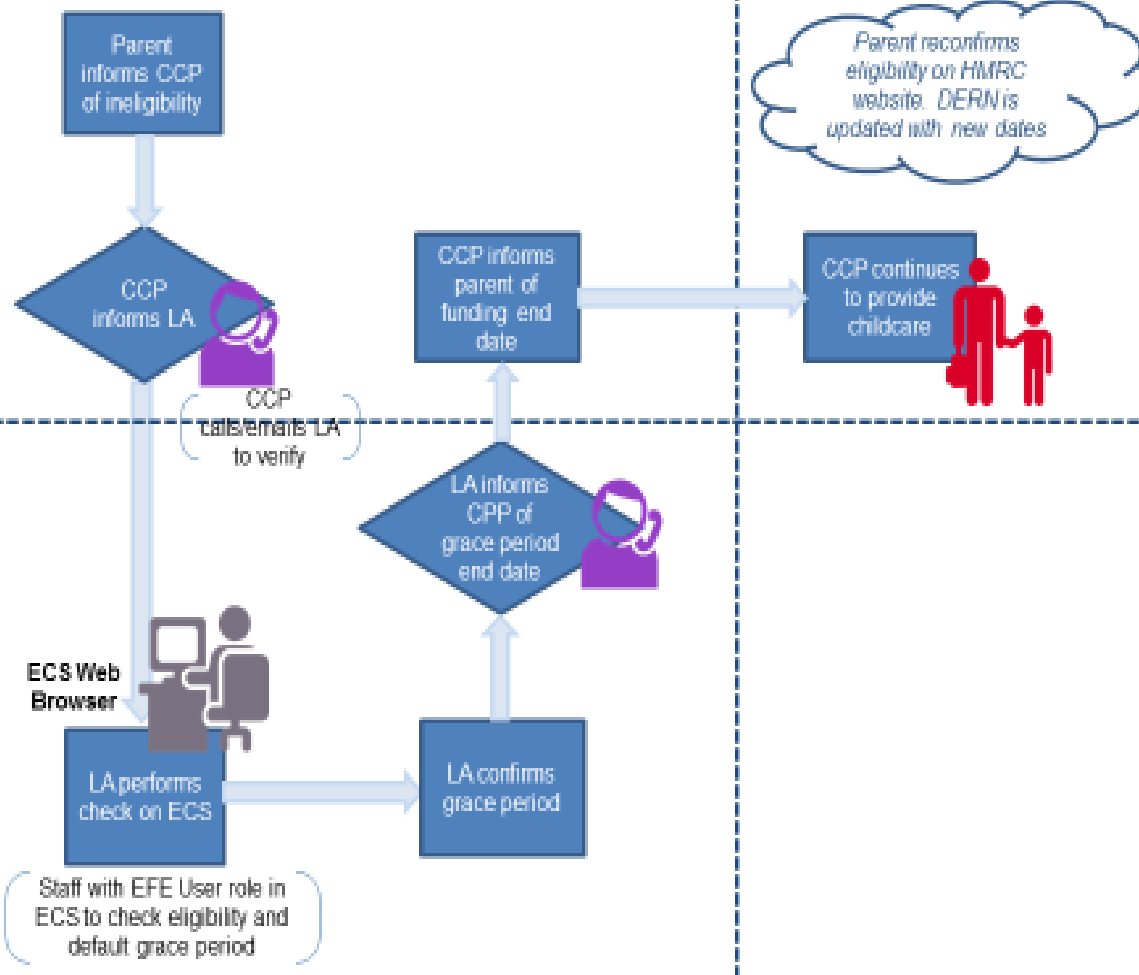 Parent
informs CCP
of ineligibility
Parent reconfirms
eligibility on HMRC
website. DERN is
updated with new dates
CCP
informs LA
CCP informs
parent of
funding end
date
CCP continues
to provide
childcare
CCP
calls/emails LA
to verify
LA informs
CPP of
grace period
end date
ECS Web
Browser
LA performs
check on ECS
LA confirms
grace period
Staff with EFE User role in
ECS to check eligibility and
default grace period